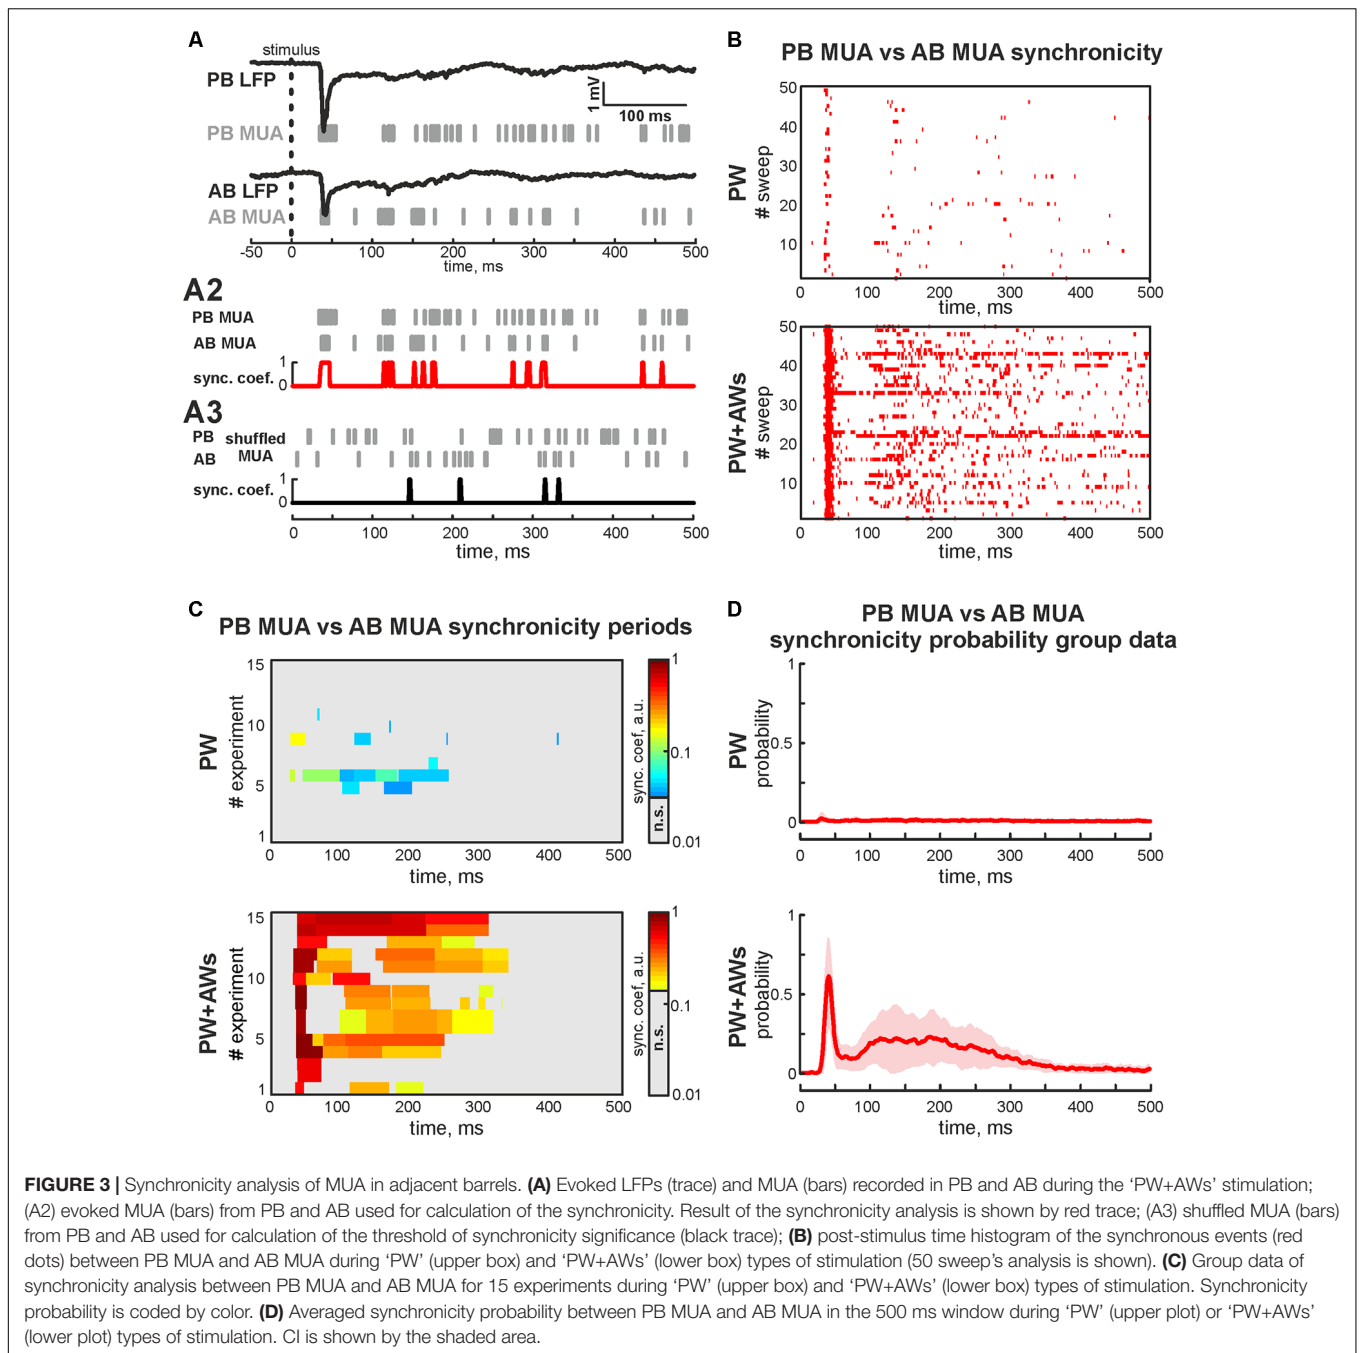 A
stimulus
PB LFP
1 mV
100 ms
PB MUA
AB LFP
AB MUA
-50 0 100 200 300 400 500
time, ms
A2
PB MUA
AB MUA
1
sync. coef.
0
A3
PB shuffled
AB MUA
1
sync. coef.
0
0 100 200 300 400 500
time, ms
B
PB MUA vs AB MUA synchronicity
50
40
30
20
10
PW
# sweep
0 100 200 300 400 500
time, ms
50
40
30
20
10
PW+AWs
# sweep
0 100 200 300 400 500
time, ms
C
PB MUA vs AB MUA synchronicity periods
15
10
5
1
PW
# experiment
0 100 200 300 400 500
time, ms
1
0.1
0.01
sync. coef, a.u.
n.s.
15
10
5
1
PW+AWs
# experiment
0 100 200 300 400 500
time, ms
1
0.1
0.01
sync. coef, a.u.
n.s.
D
PB MUA vs AB MUA
synchronicity probability group data
1
0.5
0
PW
probability
0 100 200 300 400 500
time, ms
1
0.5
0
PW+AWs
probability
0 100 200 300 400 500
time, ms
FIGURE 3 | Synchronicity analysis of MUA in adjacent barrels. (A) Evoked LFPs (trace) and MUA (bars) recorded in PB and AB during the ‘PW+AWs’ stimulation;
(A2) evoked MUA (bars) from PB and AB used for calculation of the synchronicity. Result of the synchronicity analysis is shown by red trace; (A3) shuffled MUA (bars)
from PB and AB used for calculation of the threshold of synchronicity significance (black trace); (B) post-stimulus time histogram of the synchronous events (red
dots) between PB MUA and AB MUA during ‘PW’ (upper box) and ‘PW+AWs’ (lower box) types of stimulation (50 sweep’s analysis is shown). (C) Group data of
synchronicity analysis between PB MUA and AB MUA for 15 experiments during ‘PW’ (upper box) and ‘PW+AWs’ (lower box) types of stimulation. Synchronicity
probability is coded by color. (D) Averaged synchronicity probability between PB MUA and AB MUA in the 500 ms window during ‘PW’ (upper plot) or ‘PW+AWs’
(lower plot) types of stimulation. CI is shown by the shaded area.